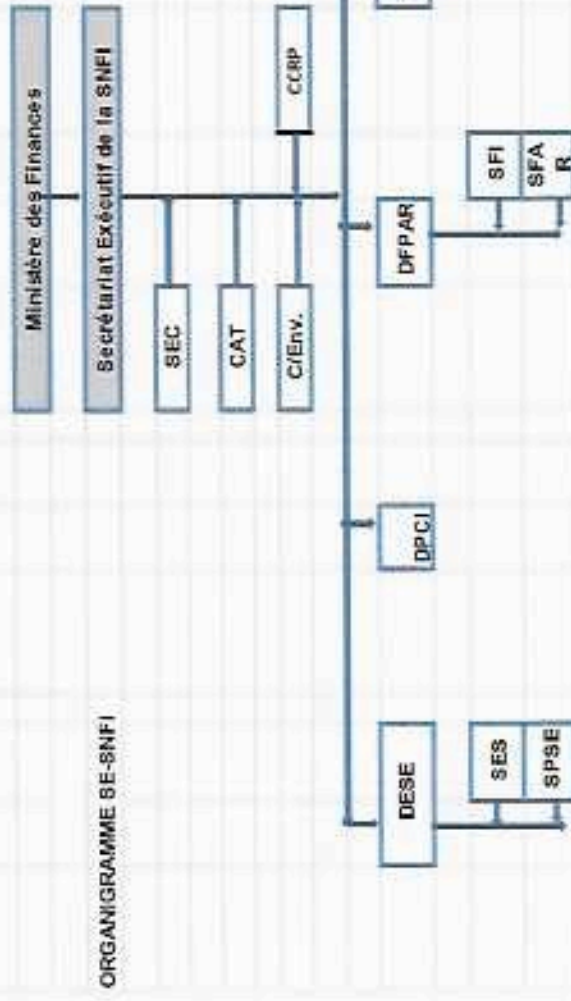 ORGANIGRAMME SE-SNFI
Ministère des Finances
Secrétariat Exécutif de la SNFI
SEC
CAT
C/Env.
CCRP
DESE
DPCI
DFPAR
SES
SPSE
SFI
SFA
R